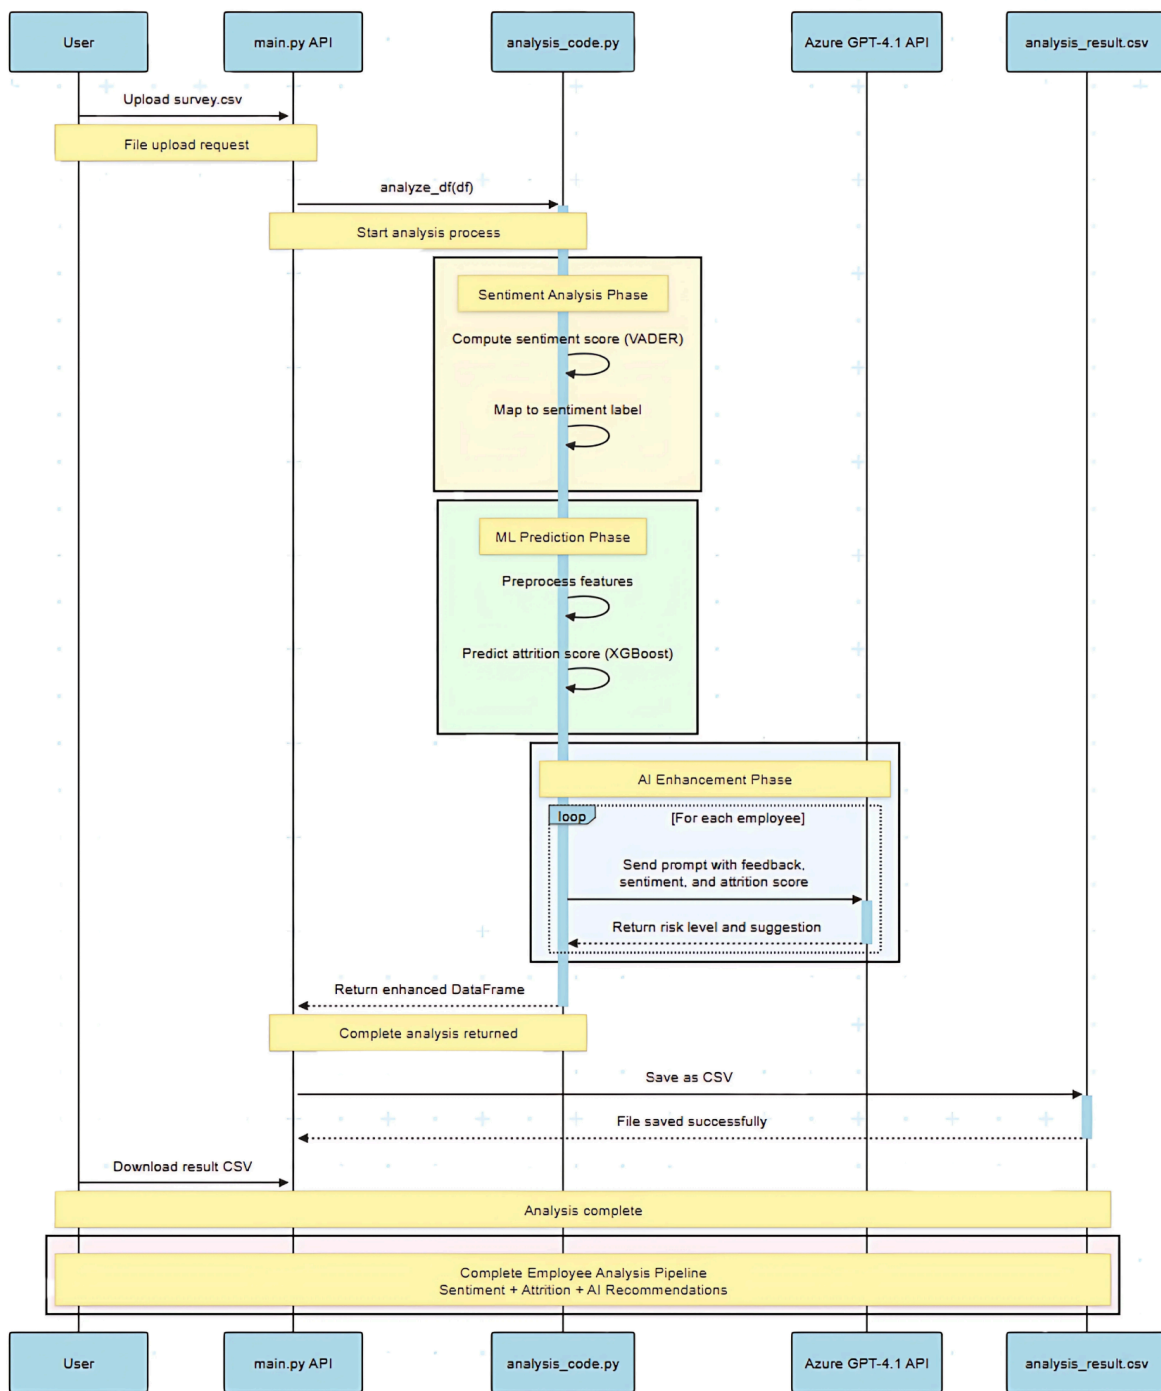 User
main.py API
analysis_code.py
Azure GPT-4.1 API
analysis_result.csv
Upload survey.csv
File upload request
analyze_df(df)
Start analysis process
Sentiment Analysis Phase
Compute sentiment score (VADER)
Map to sentiment label
ML Prediction Phase
Preprocess features
Predict attrition score (XGBoost)
AI Enhancement Phase
loop
[For each employee]
Send prompt with feedback,
sentiment, and attrition score
Return risk level and suggestion
Return enhanced DataFrame
Complete analysis returned
Save as CSV
File saved successfully
Download result CSV
Analysis complete
Complete Employee Analysis Pipeline
Sentiment + Attrition + AI Recommendations
User
main.py API
analysis_code.py
Azure GPT-4.1 API
analysis_result.csv